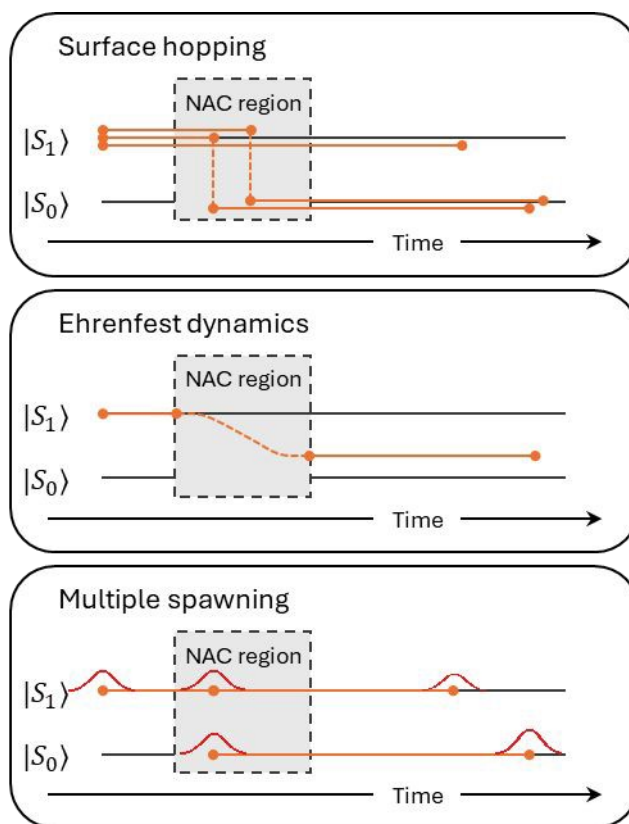 Surface hopping
NAC region
|S₁⟩
|S₀⟩
Time
Ehrenfest dynamics
NAC region
|S₁⟩
|S₀⟩
Time
Multiple spawning
NAC region
|S₁⟩
|S₀⟩
Time